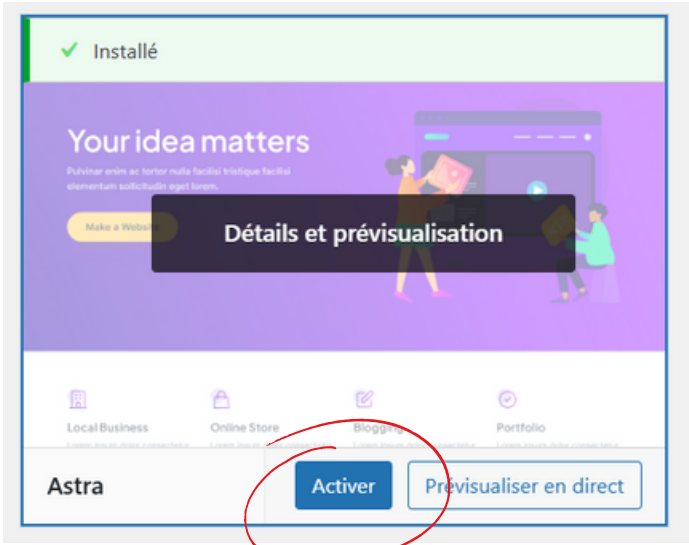 Installé
Your idea matters
Pulvinar enim ac tortor nulla facilisi tristique facilisi
elementum sollicitudin eget lorem.
Make a Website
Détails et prévisualisation
Local Business
Online Store
Blogging
Portfolio
Astra
Activer
Prévisualiser en direct